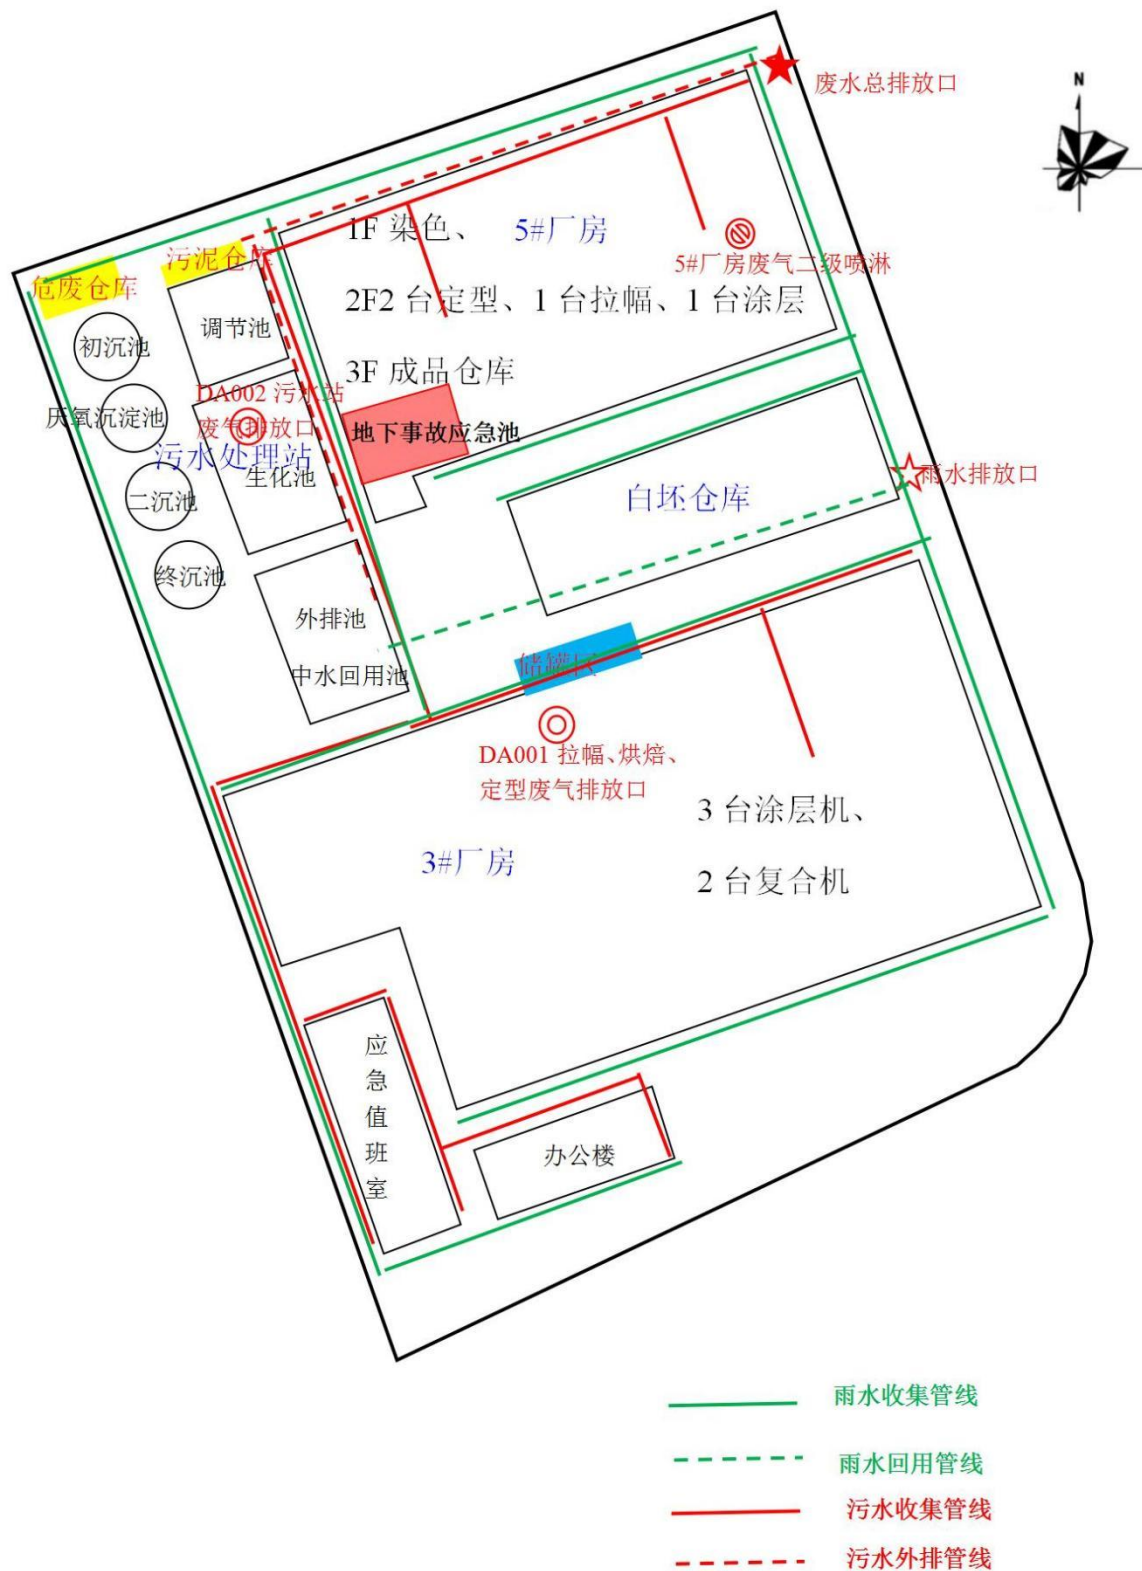 N
废水总排放口
1F 染色、
5#厂房
5#厂房废气二级喷淋
污泥仓库
危废仓库
2F2 台定型、1 台拉幅、1 台涂层
调节池
初沉池
3F 成品仓库
DA002 污水站
废气排放口
厌氧沉淀池
地下事故应急池
污水处理站
生化池
雨水排放口
白坯仓库
二沉池
终沉池
外排池
中水回用池
储罐区
DA001 拉幅、烘焙、
定型废气排放口
3 台涂层机、
3#厂房
2 台复合机
应
急
值
班
室
办公楼
雨水收集管线
雨水回用管线
污水收集管线
污水外排管线